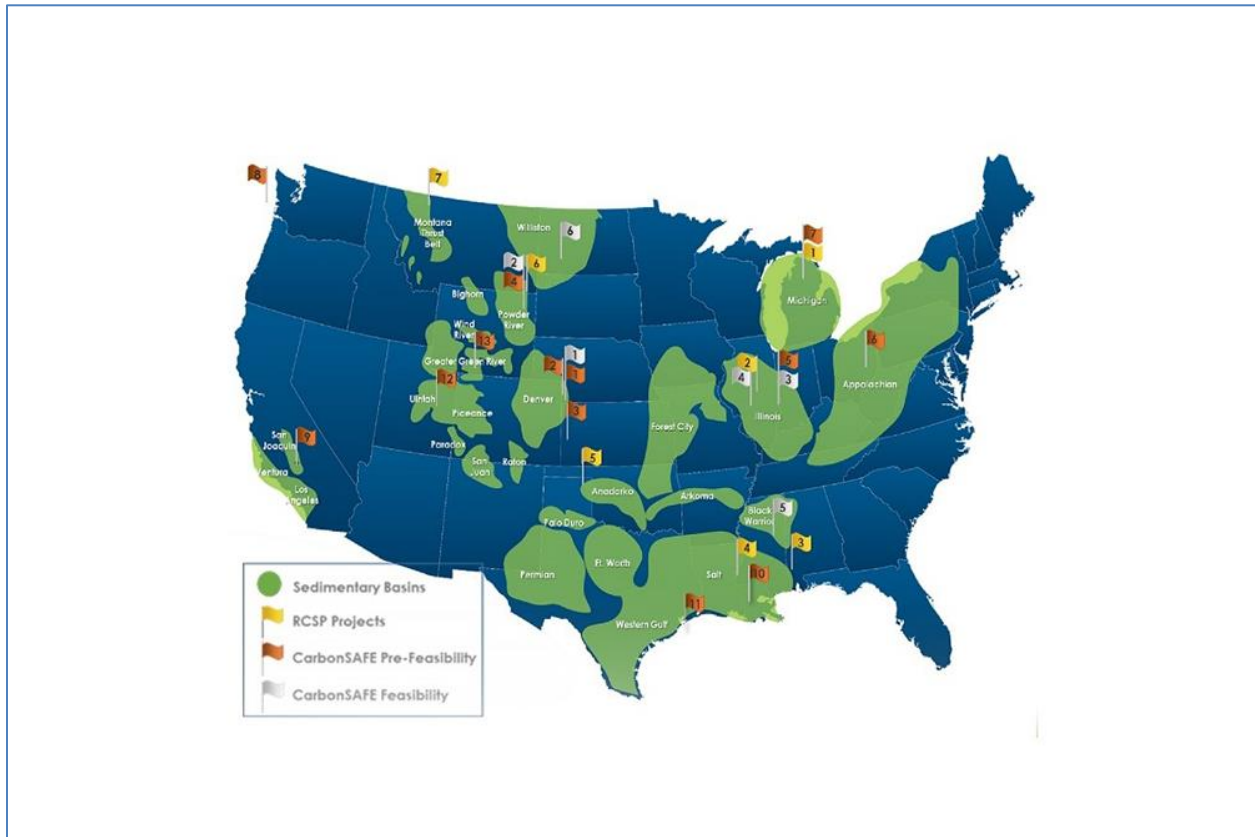 8
7
Montana
Thrust
Belt
Williston
6
2
6
4
Bighorn
Powder
River
Wind
River
13
Greater Green River
12
Uintah
Piceance
Paradox
San
Juan
Raton
Denver
1
2
1
3
5
Forest City
Anadarko
Arkoma
Palo Duro
Permian
Ft. Worth
7
1
Michigan
2
4
5
3
Illinois
6
Appalachian
9
San
Joaquin
Ventura
Los
Angeles
Black
Warrior
5
3
4
Salt
10
11
Western Gulf
Sedimentary Basins
RCSP Projects
CarbonSAFE Pre-Feasibility
CarbonSAFE Feasibility